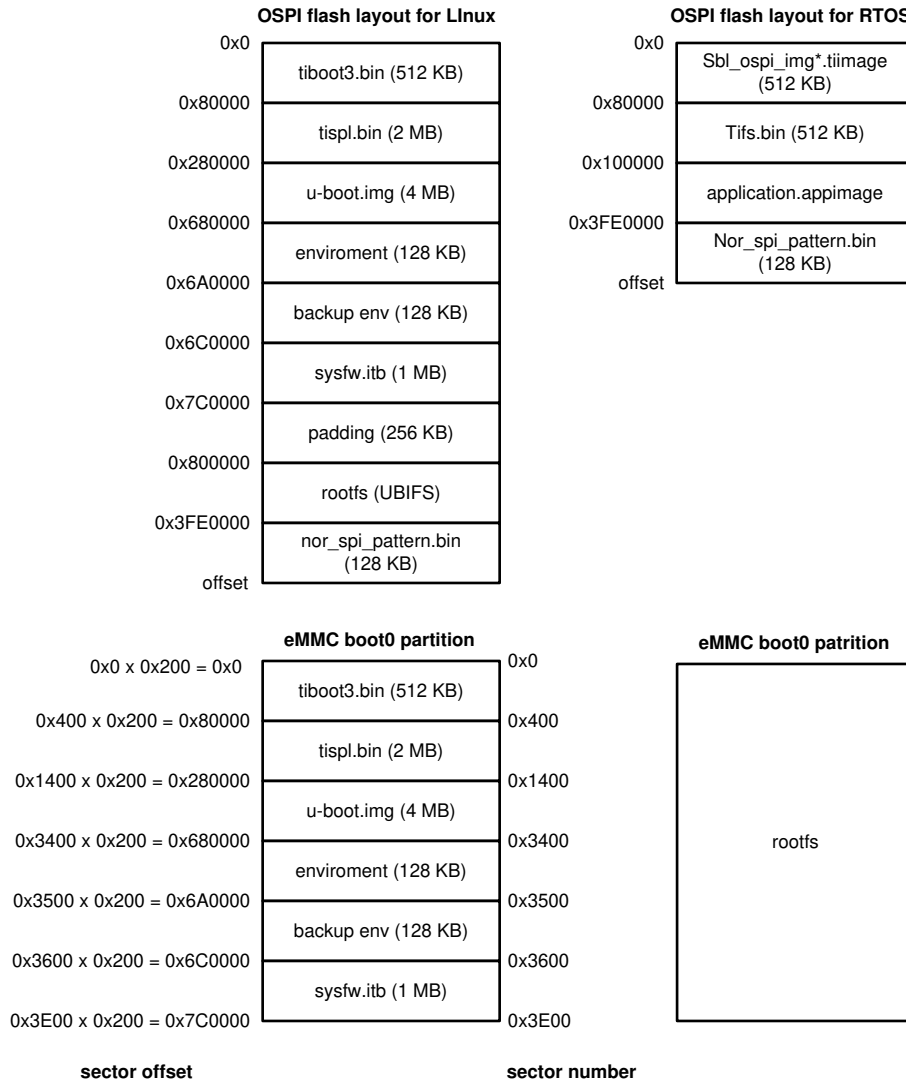 OSPI flash layout for LInux
0x0
tiboot3.bin (512 KB)
0x80000
tispl.bin (2 MB)
0x280000
u-boot.img (4 MB)
0x680000
enviroment (128 KB)
0x6A0000
backup env (128 KB)
0x6C0000
sysfw.itb (1 MB)
0x7C0000
padding (256 KB)
0x800000
rootfs (UBIFS)
0x3FE0000
nor_spi_pattern.bin
(128 KB)
offset
OSPI flash layout for RTOS
0x0
Sbl_ospi_img*.tiimage
(512 KB)
0x80000
Tifs.bin (512 KB)
0x100000
application.appimage
0x3FE0000
Nor_spi_pattern.bin
(128 KB)
offset
eMMC boot0 partition
0x0 x 0x200 = 0x0
0x0
tiboot3.bin (512 KB)
0x400 x 0x200 = 0x80000
0x400
tispl.bin (2 MB)
0x1400 x 0x200 = 0x280000
0x1400
u-boot.img (4 MB)
0x3400 x 0x200 = 0x680000
0x3400
enviroment (128 KB)
0x3500 x 0x200 = 0x6A0000
0x3500
backup env (128 KB)
0x3600 x 0x200 = 0x6C0000
0x3600
sysfw.itb (1 MB)
0x3E00 x 0x200 = 0x7C0000
0x3E00
sector offset
sector number
eMMC boot0 patrition
rootfs